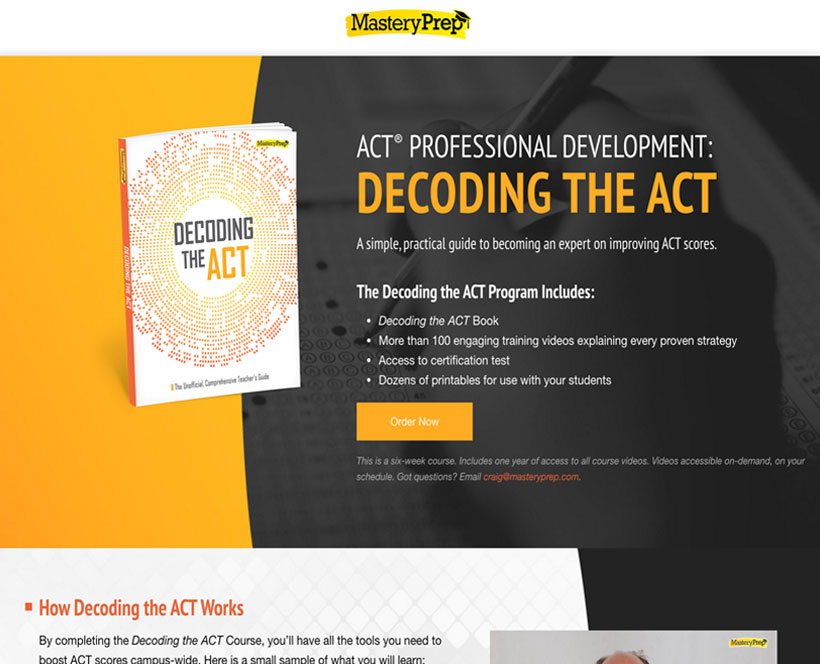 MasteryPrep
MasteryPrep
DECODING
THE ACT
The Unofficial, Comprehensive Teacher's Guide
MasteryPrep
DECODING THE ACT
ACT® PROFESSIONAL DEVELOPMENT:
DECODING THE ACT
A simple, practical guide to becoming an expert on improving ACT scores.
The Decoding the ACT Program Includes:
• Decoding the ACT Book
• More than 100 engaging training videos explaining every proven strategy
• Access to certification test
• Dozens of printables for use with your students
Order Now
This is a six-week course. Includes one year of access to all course videos. Videos accessible on-demand, on your
schedule. Got questions? Email craig@masteryprep.com.
How Decoding the ACT Works
By completing the Decoding the ACT Course, you'll have all the tools you need to
boost ACT scores campus-wide. Here is a small sample of what you will learn:
MasteryPrep